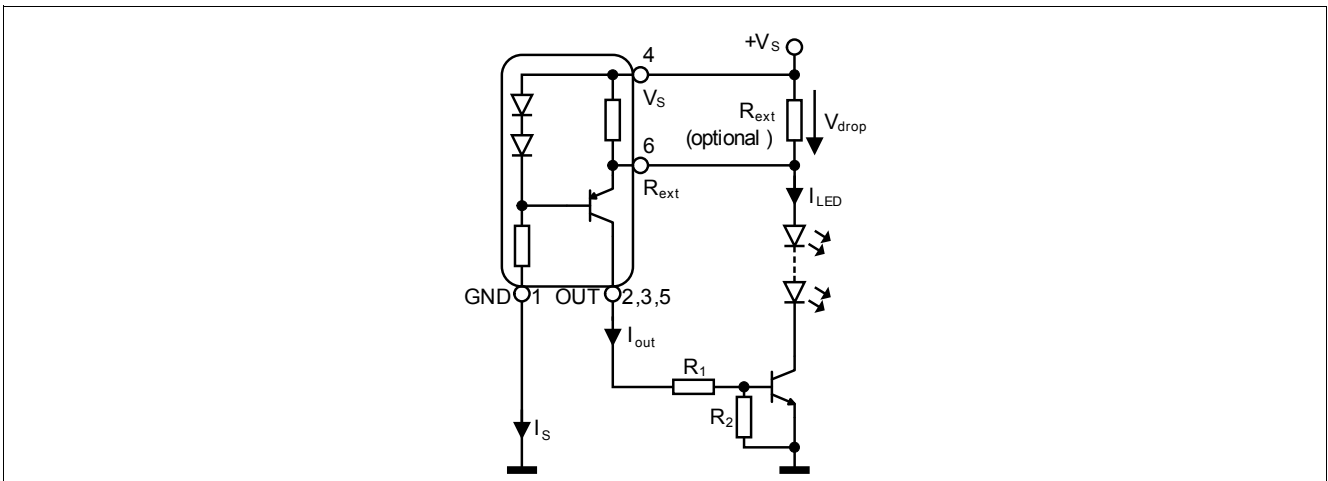 +VS
4
VS
Rext
(optional )
Vdrop
6
Rext
ILED
GND 1
OUT 2,3,5
Iout
R1
R2
IS